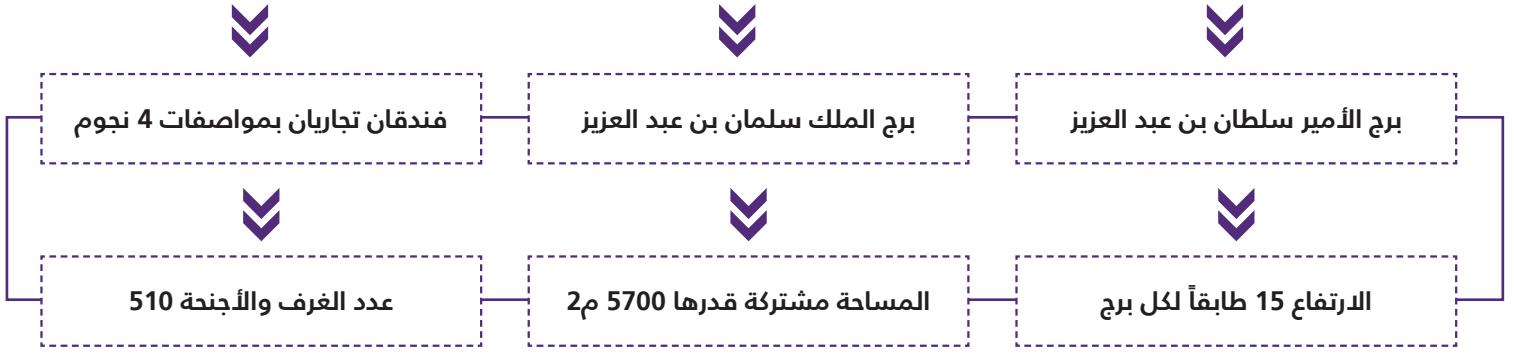 برج الأمير سلطان بن عبد العزيز
برج الملك سلمان بن عبد العزيز
فندقان تجاريان بمواصفات 4 نجوم
الارتفاع 15 طابقاً لكل برج
المساحة مشتركة قدرها 5700 م2
عدد الغرف والأجنحة 510